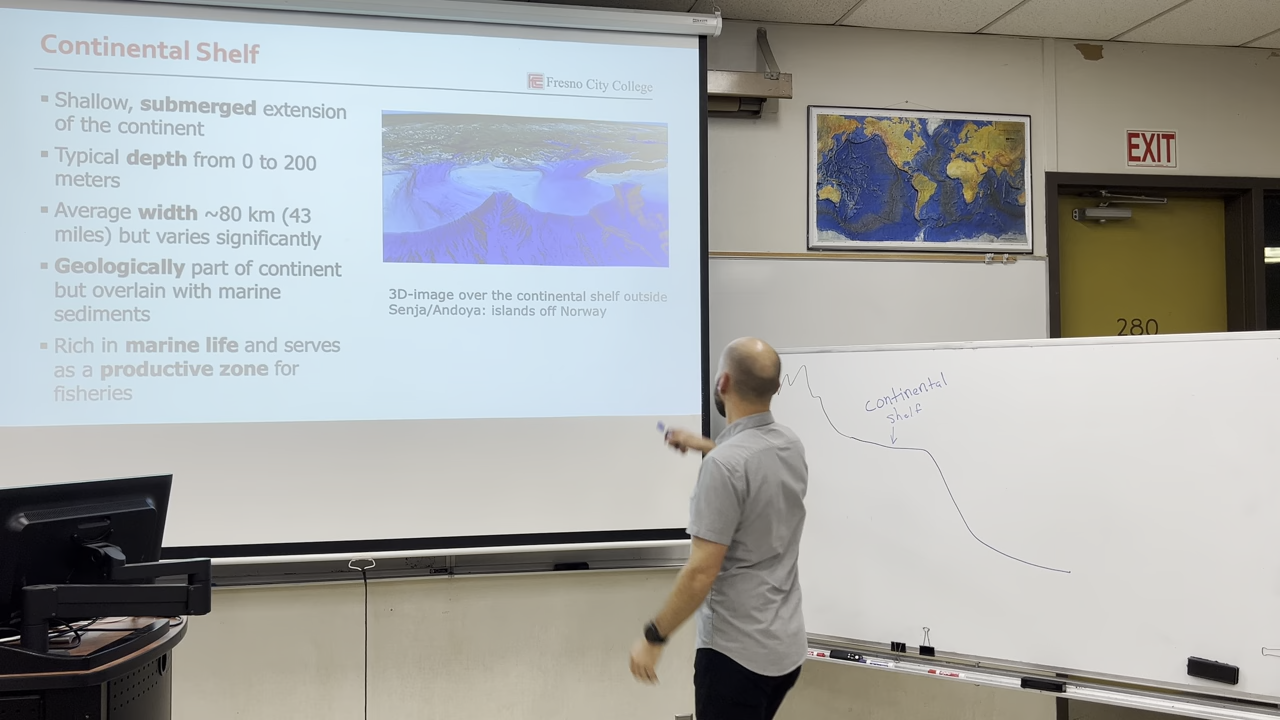 Continental Shelf
Fresno City College
▪ Shallow, submerged extension
of the continent
▪ Typical depth from 0 to 200
meters
▪ Average width ~80 km (43
miles) but varies significantly
▪ Geologically part of continent
but overlain with marine
sediments
▪ Rich in marine life and serves
as a productive zone for
fisheries
3D-image over the continental shelf outside
Senja/Andoya: islands off Norway
EXIT
280
continental
shelf